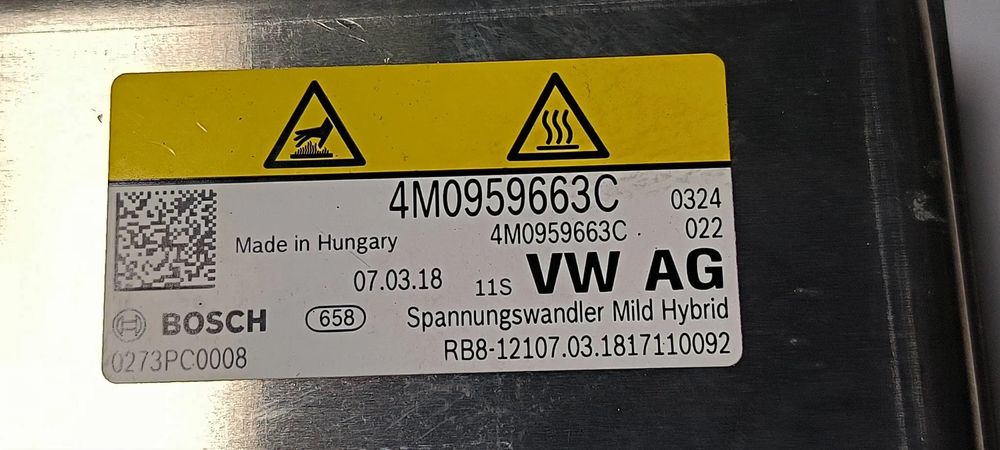 4M0959663C 0324
4M0959663C 022
Made in Hungary
07.03.18 11S VW AG
BOSCH 658 Spannungswandler Mild Hybrid
0273PC0008 RB8-12107.03.1817110092